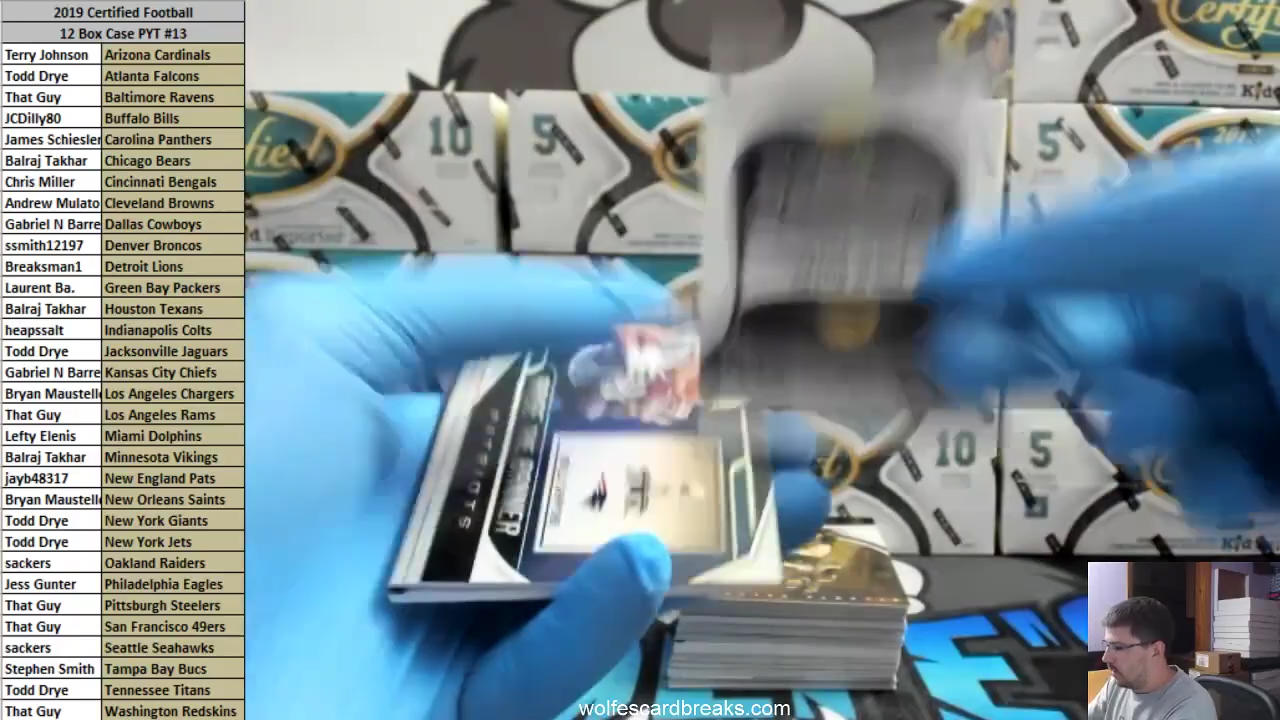 2019 Certified Football
12 Box Case PYT #13
Terry Johnson Arizona Cardinals
Todd Drye Atlanta Falcons
That Guy Baltimore Ravens
JCDilly80 Buffalo Bills
James Schiesler Carolina Panthers
Balraj Takhar Chicago Bears
Chris Miller Cincinnati Bengals
Andrew Mulato Cleveland Browns
Gabriel N Barre Dallas Cowboys
ssmith12197 Denver Broncos
Breaksman1 Detroit Lions
Laurent Ba. Green Bay Packers
Balraj Takhar Houston Texans
heapssalt Indianapolis Colts
Todd Drye Jacksonville Jaguars
Gabriel N Barre Kansas City Chiefs
Bryan Maustell Los Angeles Chargers
That Guy Los Angeles Rams
Lefty Elenis Miami Dolphins
Balraj Takhar Minnesota Vikings
jayb48317 New England Pats
Bryan Maustell New Orleans Saints
Todd Drye New York Giants
Todd Drye New York Jets
sackers Oakland Raiders
Jess Gunter Philadelphia Eagles
That Guy Pittsburgh Steelers
That Guy San Francisco 49ers
sackers Seattle Seahawks
Stephen Smith Tampa Bay Bucs
Todd Drye Tennessee Titans
That Guy Washington Redskins
10
5
5
10
5
PATRIOTS
wolfescardbreaks.com